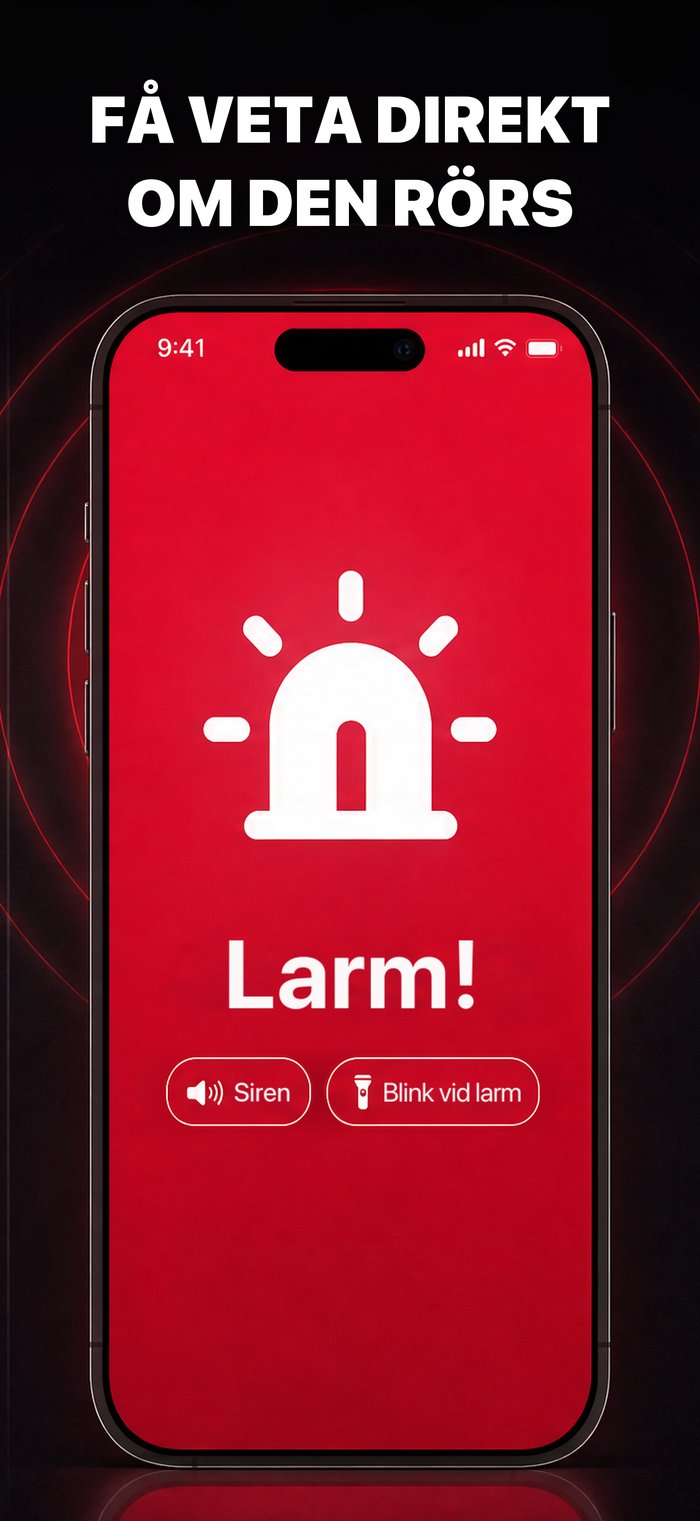 FÅ VETA DIREKT
OM DEN RÖRS
9:41
Larm!
Siren
Blink vid larm